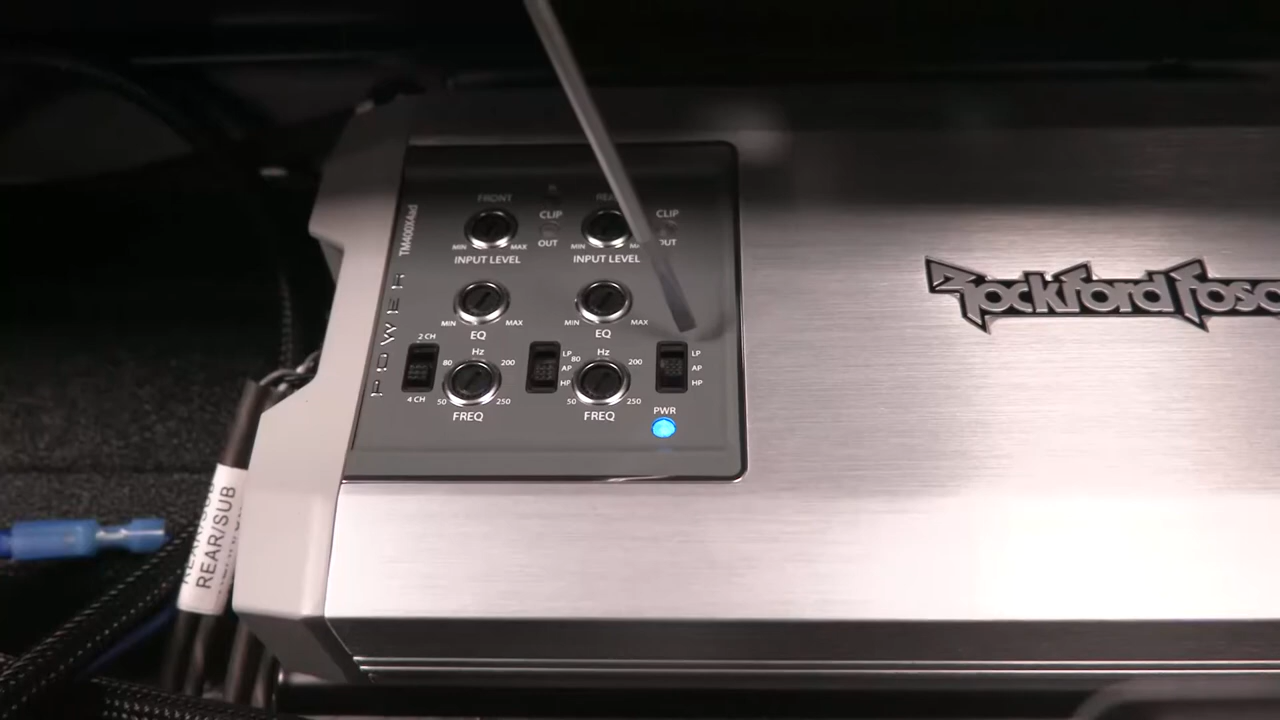 FRONT
CLIP
CLIP
OUT
MIN
MAX
MIN
INPUT LEVEL
INPUT LEVEL
TM400X4ad
POWER
MIN
MAX
MIN
MAX
EQ
EQ
2 CH
4 CH
Hz
80
200
50
250
FREQ
LP
AP
HP
Hz
80
200
50
250
FREQ
LP
AP
HP
PWR
Rockford
REAR/SUB